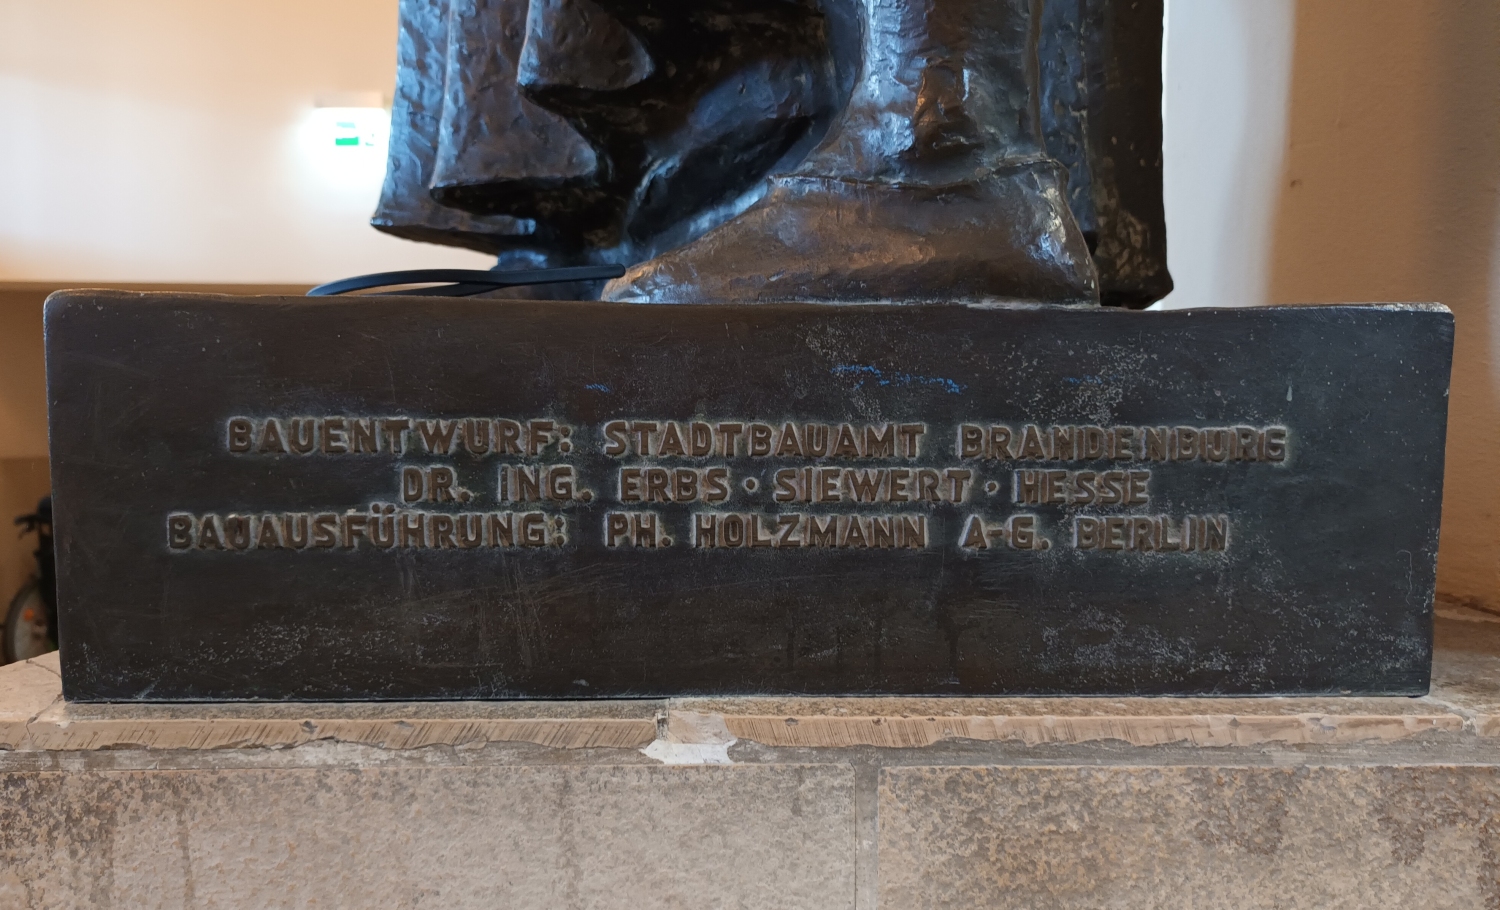 BAUENTWURF: STADTBAUAMT BRANDENBURG
DR. ING. ERBS · SIEWERT · HESSE
BAUAUSFÜHRUNG: PH. HOLZMANN A-G. BERLIN